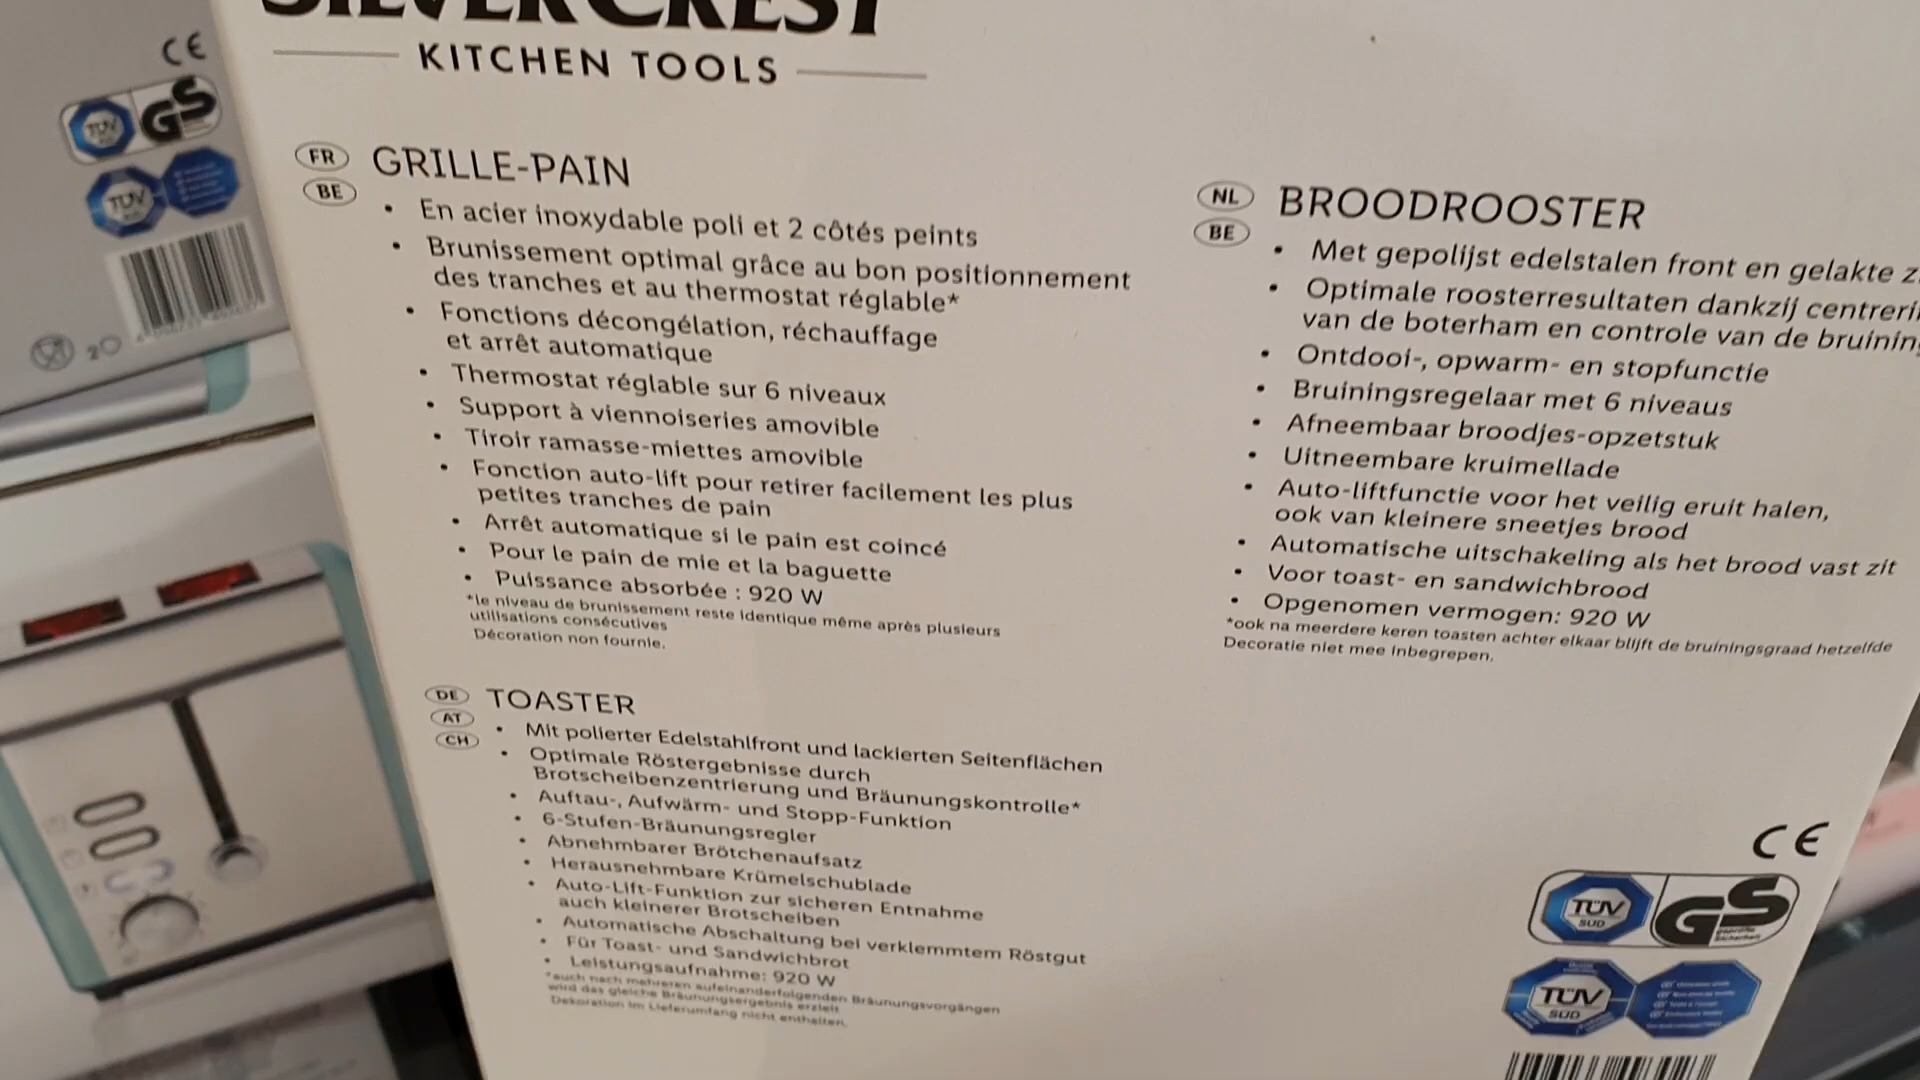 SILVERCREST
KITCHEN TOOLS
FR
BE
GRILLE-PAIN
• En acier inoxydable poli et 2 côtés peints
• Brunissement optimal grâce au bon positionnement
des tranches et au thermostat réglable*
• Fonctions décongélation, réchauffage
et arrêt automatique
• Thermostat réglable sur 6 niveaux
• Support à viennoiseries amovible
• Tiroir ramasse-miettes amovible
• Fonction auto-lift pour retirer facilement les plus
petites tranches de pain
• Arrêt automatique si le pain est coincé
• Pour le pain de mie et la baguette
• Puissance absorbée : 920 W
*le niveau de brunissement reste identique même après plusieurs
utilisations consécutives
Décoration non fournie.
NL
BE
BROODROOSTER
• Met gepolijst edelstalen front en gelakte
• Optimale roosterresultaten dankzij
van de boterham en controle van de
• Ontdooi-, opwarm- en stopfunctie
• Bruiningsregelaar met 6 niveaus
• Afneembaar broodjes-opzetstuk
• Uitneembare kruimellade
• Auto-liftfunctie voor het veilig eruit halen,
ook van kleinere sneetjes brood
• Automatische uitschakeling als het brood vast zit
• Voor toast- en sandwichbrood
• Opgenomen vermogen: 920 W
*ook na meerdere keren toasten achter elkaar blijft de bruiningsgraad hetzelfde
Decoratie niet mee inbegrepen.
DE
AT
CH
TOASTER
• Mit polierter Edelstahlfront und lackierten Seitenflächen
• Optimale Röstergebnisse durch
Brotscheibenzentrierung und Bräunungskontrolle*
• Auftau-, Aufwärm- und Stopp-Funktion
• 6-Stufen-Bräunungsregler
• Abnehmbarer Brötchenaufsatz
• Herausnehmbare Krümelschublade
• Auto-Lift-Funktion zur sicheren Entnahme
auch kleinerer Brotscheiben
• Automatische Abschaltung bei verklemmtem Röstgut
• Für Toast- und Sandwichbrot
• Leistungsaufnahme: 920 W
*auch nach mehreren aufeinanderfolgenden Bräunungsvorgängen
wird das gleiche Bräunungsergebnis erzielt
Dekoration im Lieferumfang nicht enthalten.
CE
TÜV
SÜD
GS
geprüfte
Sicherheit
TÜV
SÜD
CE
TÜV
GS
TÜV